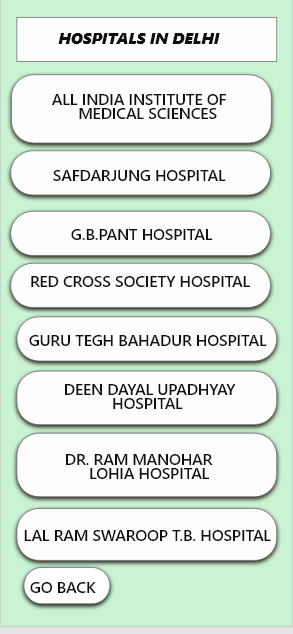 HOSPITALS IN DELHI
ALL INDIA INSTITUTE OF
MEDICAL SCIENCES
SAFDARJUNG HOSPITAL
G.B.PANT HOSPITAL
RED CROSS SOCIETY HOSPITAL
GURU TEGH BAHADUR HOSPITAL
DEEN DAYAL UPADHYAY
HOSPITAL
DR. RAM MANOHAR
LOHIA HOSPITAL
LAL RAM SWAROOP T.B. HOSPITAL
GO BACK